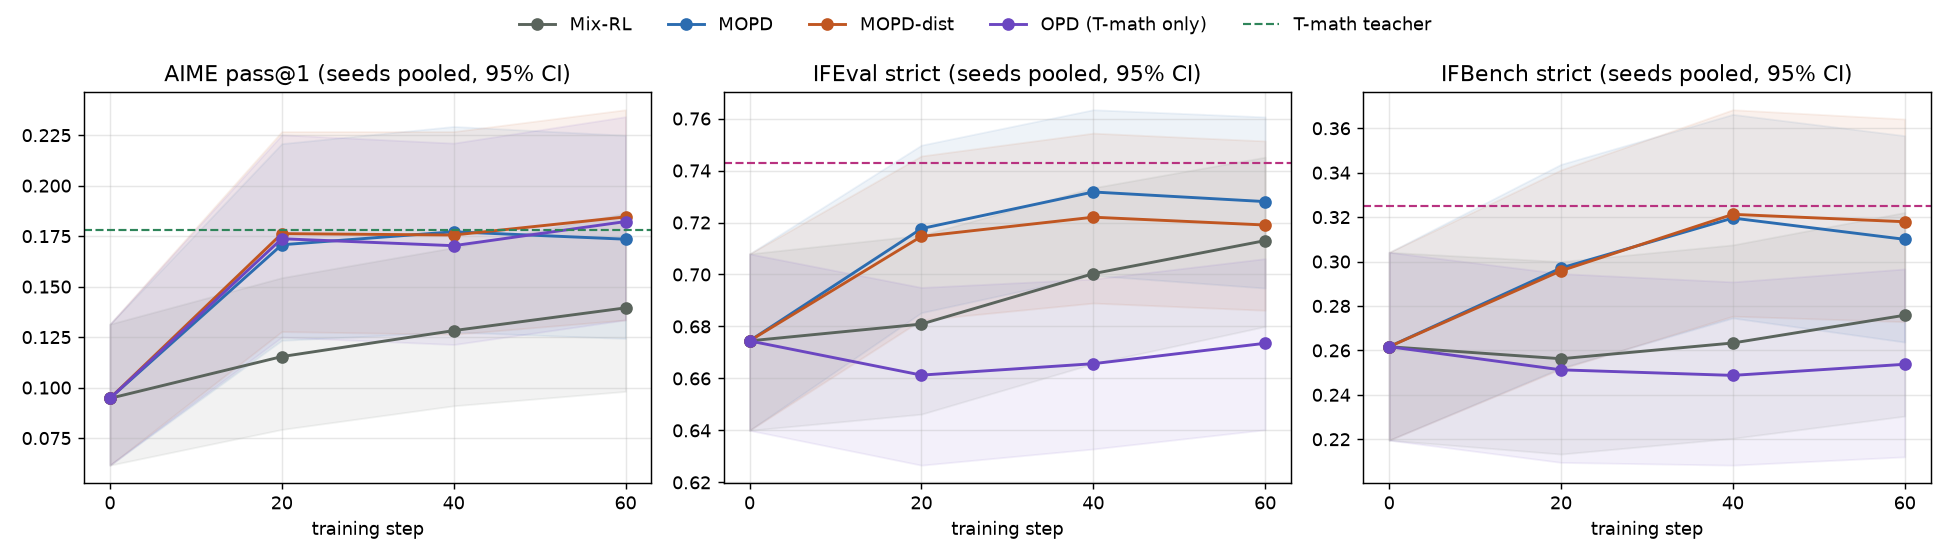 Mix-RL MOPD MOPD-dist OPD (T-math only) T-math teacher
AIME pass@1 (seeds pooled, 95% CI)
0.225
0.200
0.175
0.150
0.125
0.100
0.075
0 20 40 60
training step
IFEval strict (seeds pooled, 95% CI)
0.76
0.74
0.72
0.70
0.68
0.66
0.64
0.62
0 20 40 60
training step
IFBench strict (seeds pooled, 95% CI)
0.36
0.34
0.32
0.30
0.28
0.26
0.24
0.22
0 20 40 60
training step